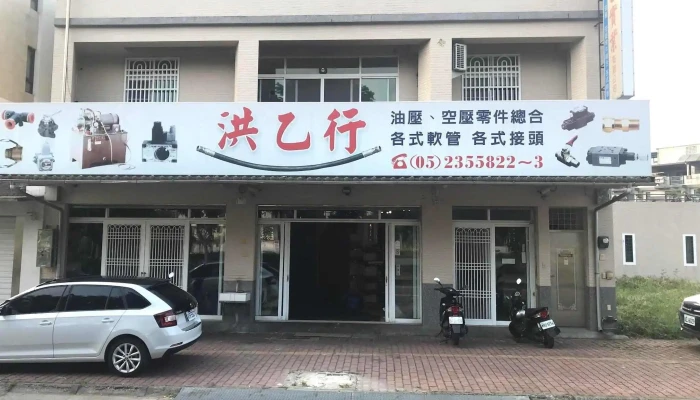 洪乙行
油壓、空壓零件總合
各式軟管 各式接頭
☎(05)2355822～3